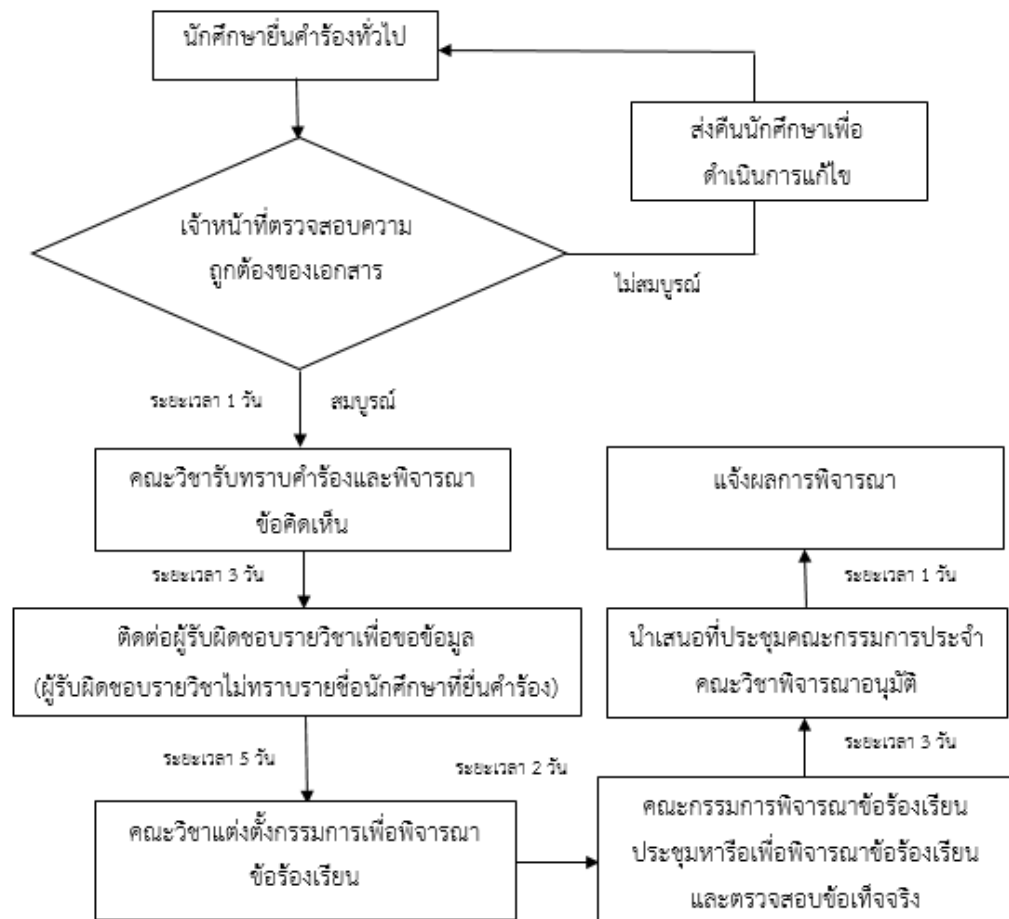 นักศึกษายื่นคำร้องทั่วไป
ส่งคืนนักศึกษาเพื่อ
ดำเนินการแก้ไข
เจ้าหน้าที่ตรวจสอบความ
ถูกต้องของเอกสาร
ไม่สมบูรณ์
ระยะเวลา 1 วัน
สมบูรณ์
คณะวิชารับทราบคำร้องและพิจารณา
ข้อคิดเห็น
ระยะเวลา 3 วัน
ติดต่อผู้รับผิดชอบรายวิชาเพื่อขอข้อมูล
(ผู้รับผิดชอบรายวิชาไม่ทราบรายชื่อนักศึกษาที่ยื่นคำร้อง)
ระยะเวลา 5 วัน
คณะวิชาแต่งตั้งกรรมการเพื่อพิจารณา
ข้อร้องเรียน
ระยะเวลา 2 วัน
คณะกรรมการพิจารณาข้อร้องเรียน
ประชุมหารือเพื่อพิจารณาข้อร้องเรียน
และตรวจสอบข้อเท็จจริง
ระยะเวลา 3 วัน
นำเสนอที่ประชุมคณะกรรมการประจำ
คณะวิชาพิจารณาอนุมัติ
ระยะเวลา 1 วัน
แจ้งผลการพิจารณา